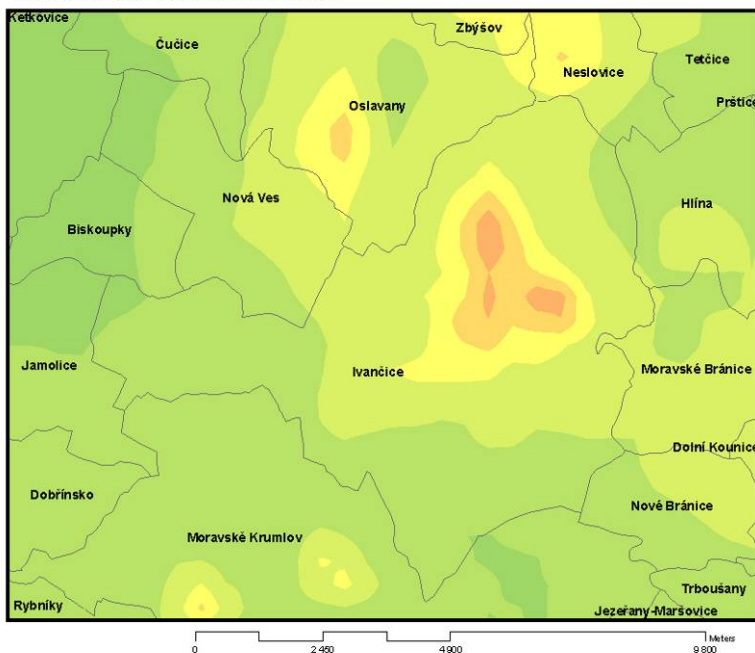 Ketkovice
Čučice
Zbýšov
Neslovice
Tetčice
Oslavany
Prštice
Nová Ves
Hlína
Biskoupky
Jamolice
Ivančice
Moravské Bránice
Dolní Kounice
Dobřínsko
Nové Bránice
Moravské Krumlov
Trboušany
Rybníky
Jezeřany-Maršovice
Meters
0 2 450 4 900 9 800